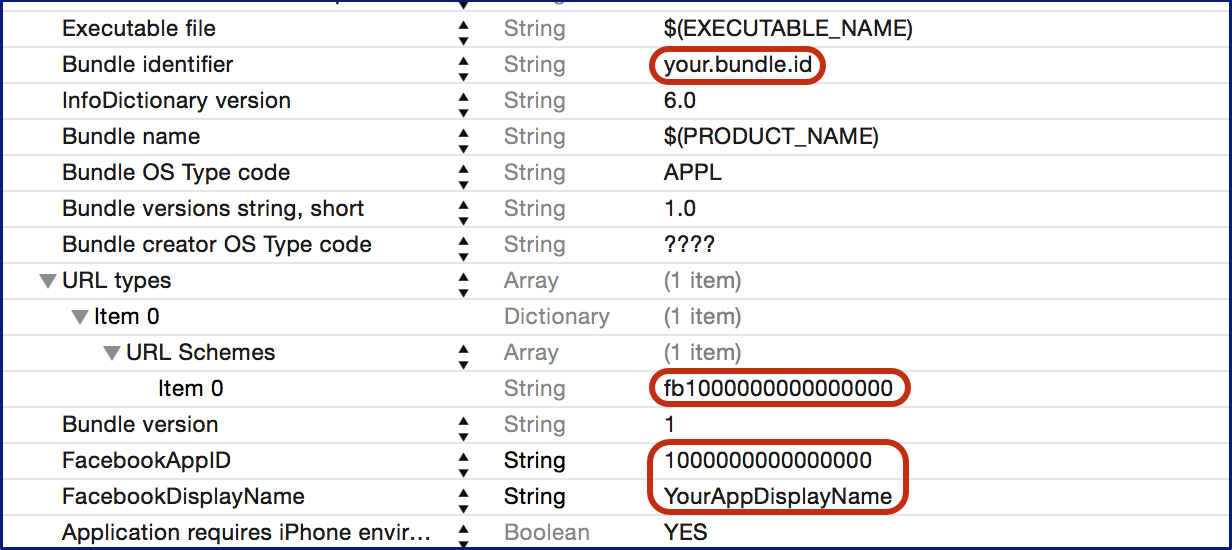 Executable file String $(EXECUTABLE_NAME)
Bundle identifier String your.bundle.id
InfoDictionary version String 6.0
Bundle name String $(PRODUCT_NAME)
Bundle OS Type code String APPL
Bundle versions string, short String 1.0
Bundle creator OS Type code String ????
URL types Array (1 item)
Item 0 Dictionary (1 item)
URL Schemes Array (1 item)
Item 0 String fb1000000000000000
Bundle version String 1
FacebookAppID String 1000000000000000
FacebookDisplayName String YourAppDisplayName
Application requires iPhone envir... Boolean YES